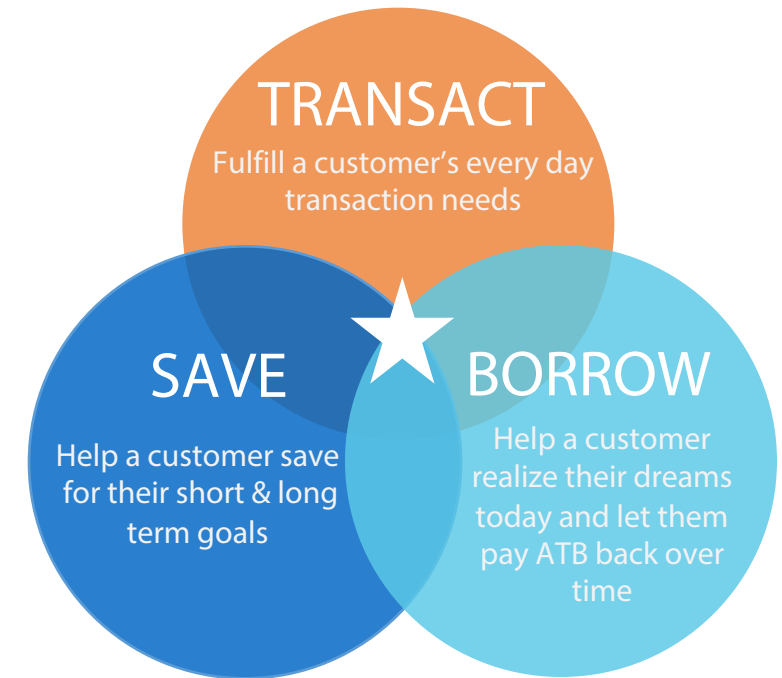 TRANSACT
Fulfill a customer’s every day
transaction needs
SAVE
Help a customer save
for their short & long
term goals
BORROW
Help a customer
realize their dreams
today and let them
pay ATB back over
time